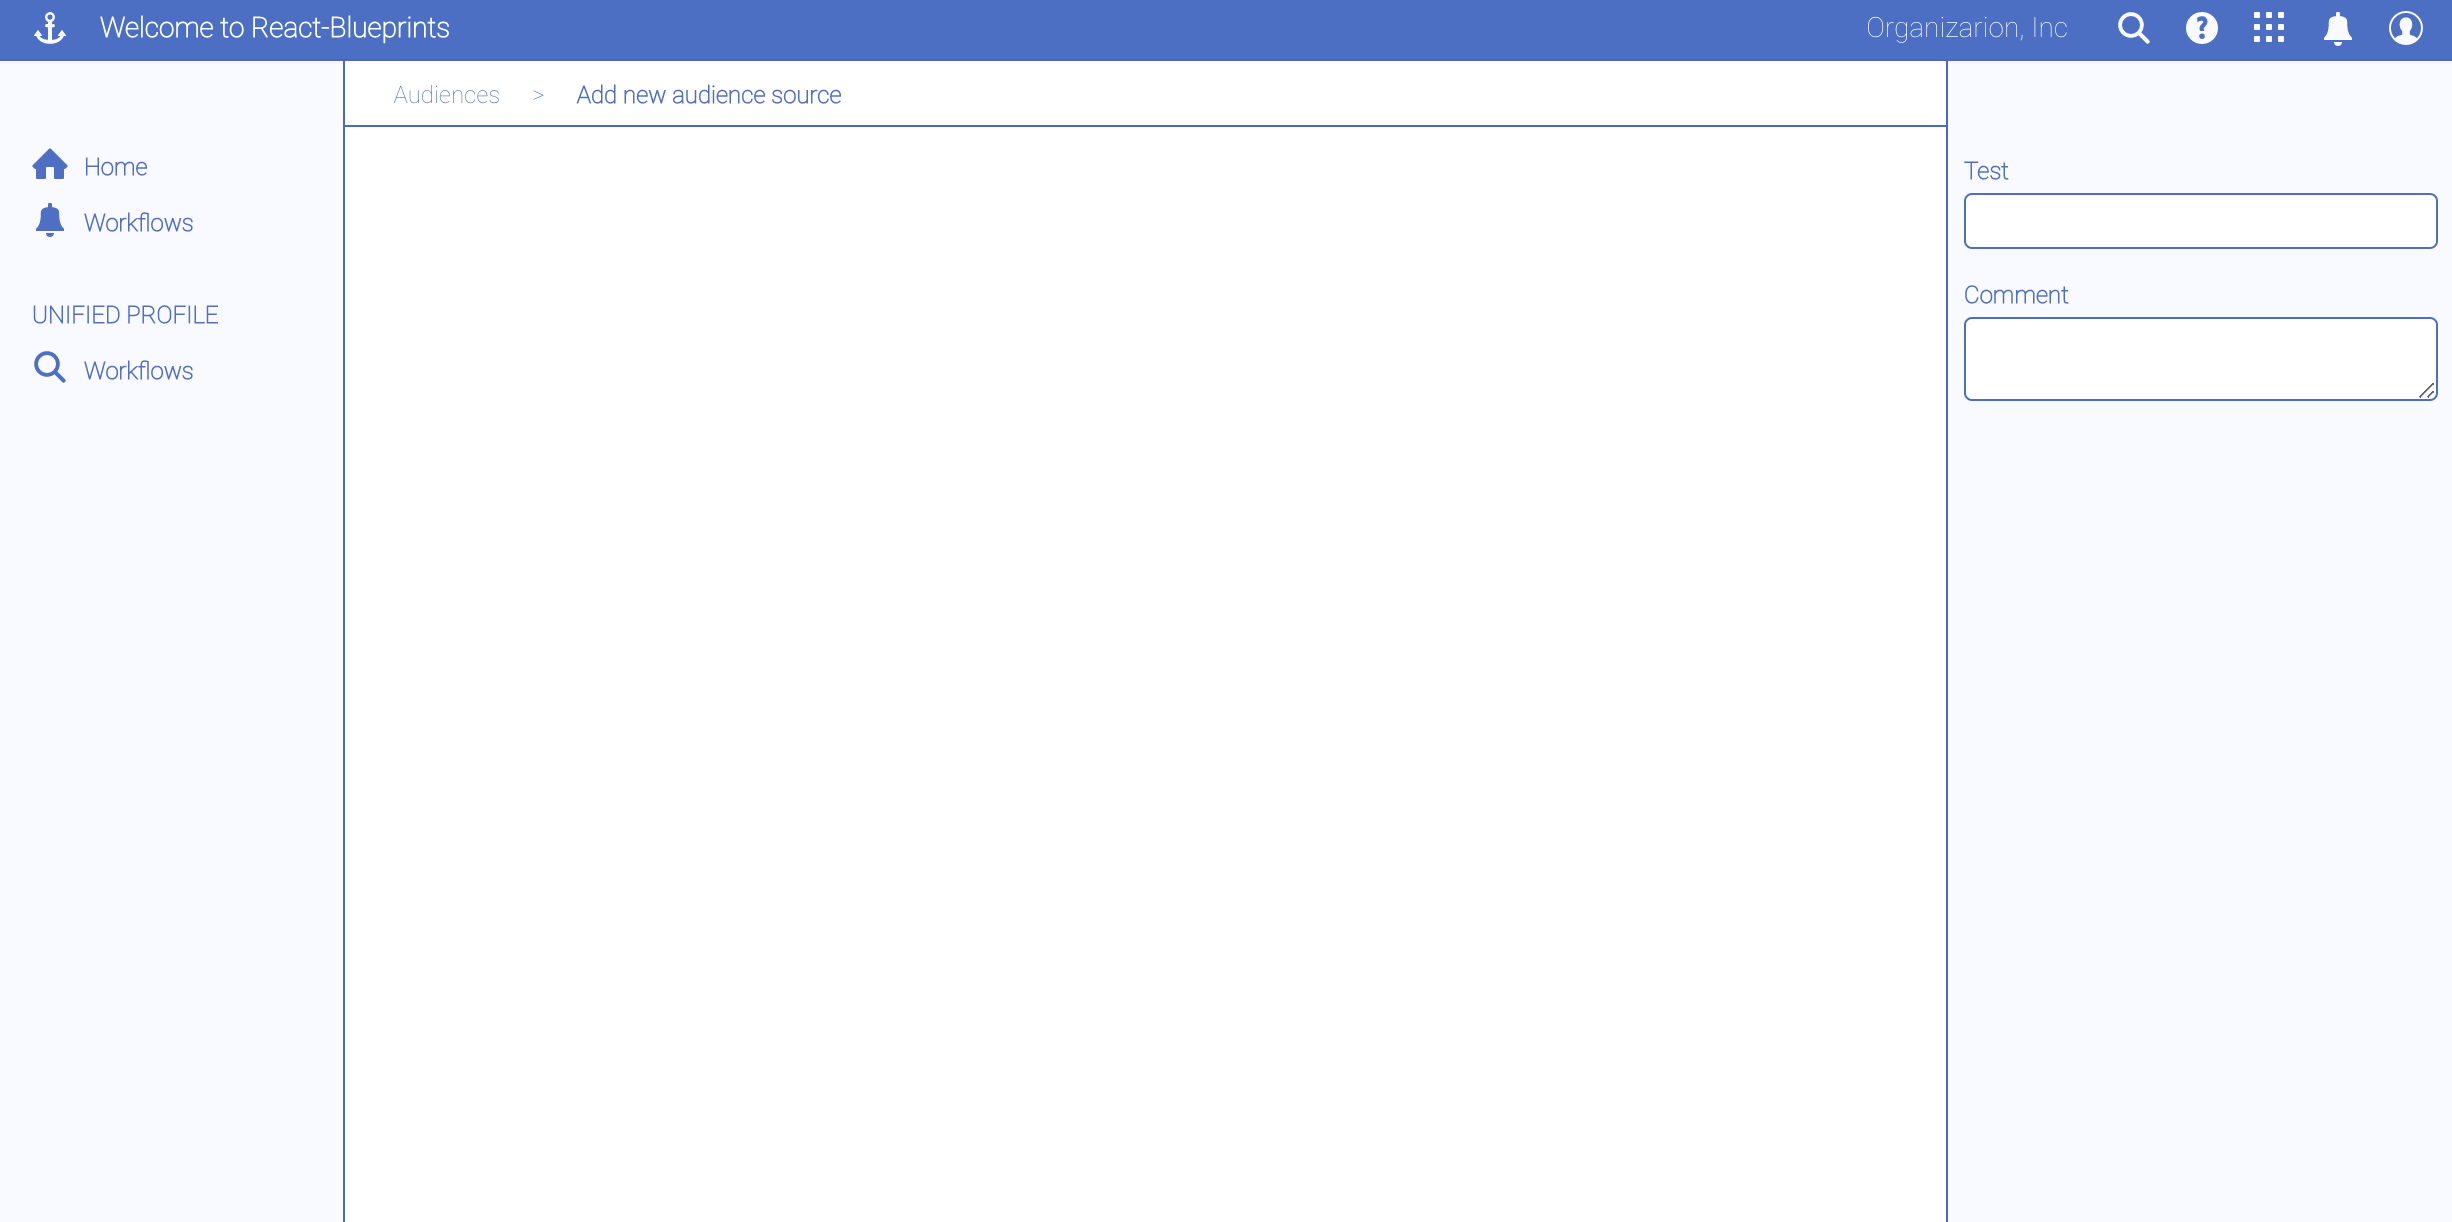 Welcome to React-Blueprints
Organizarion, Inc
Audiences > Add new audience source
Home
Workflows
UNIFIED PROFILE
Workflows
Test
Comment